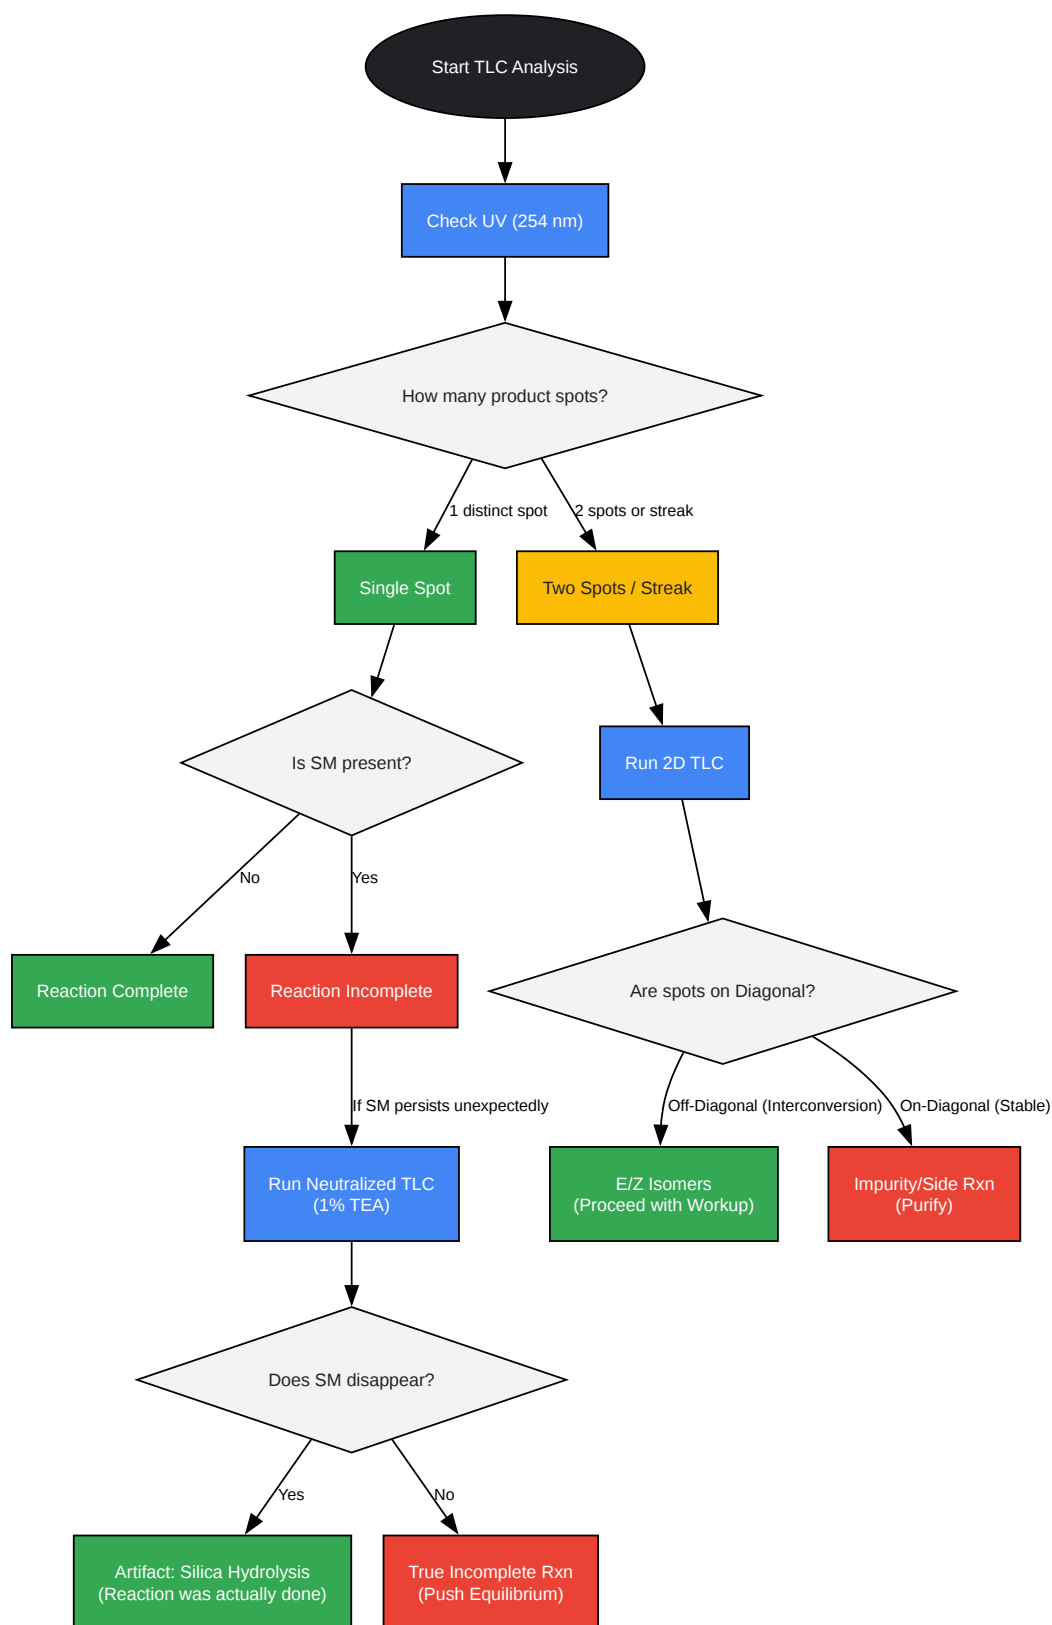 Start TLC Analysis
Check UV (254 nm)
How many product spots?
1 distinct spot
2 spots or streak
Single Spot
Two Spots / Streak
Is SM present?
Run 2D TLC
No
Yes
Reaction Complete
Reaction Incomplete
Are spots on Diagonal?
If SM persists unexpectedly
Off-Diagonal (Interconversion)
On-Diagonal (Stable)
Run Neutralized TLC
(1% TEA)
E/Z Isomers
(Proceed with Workup)
Impurity/Side Rxn
(Purify)
Does SM disappear?
Yes
No
Artifact: Silica Hydrolysis
(Reaction was actually done)
True Incomplete Rxn
(Push Equilibrium)